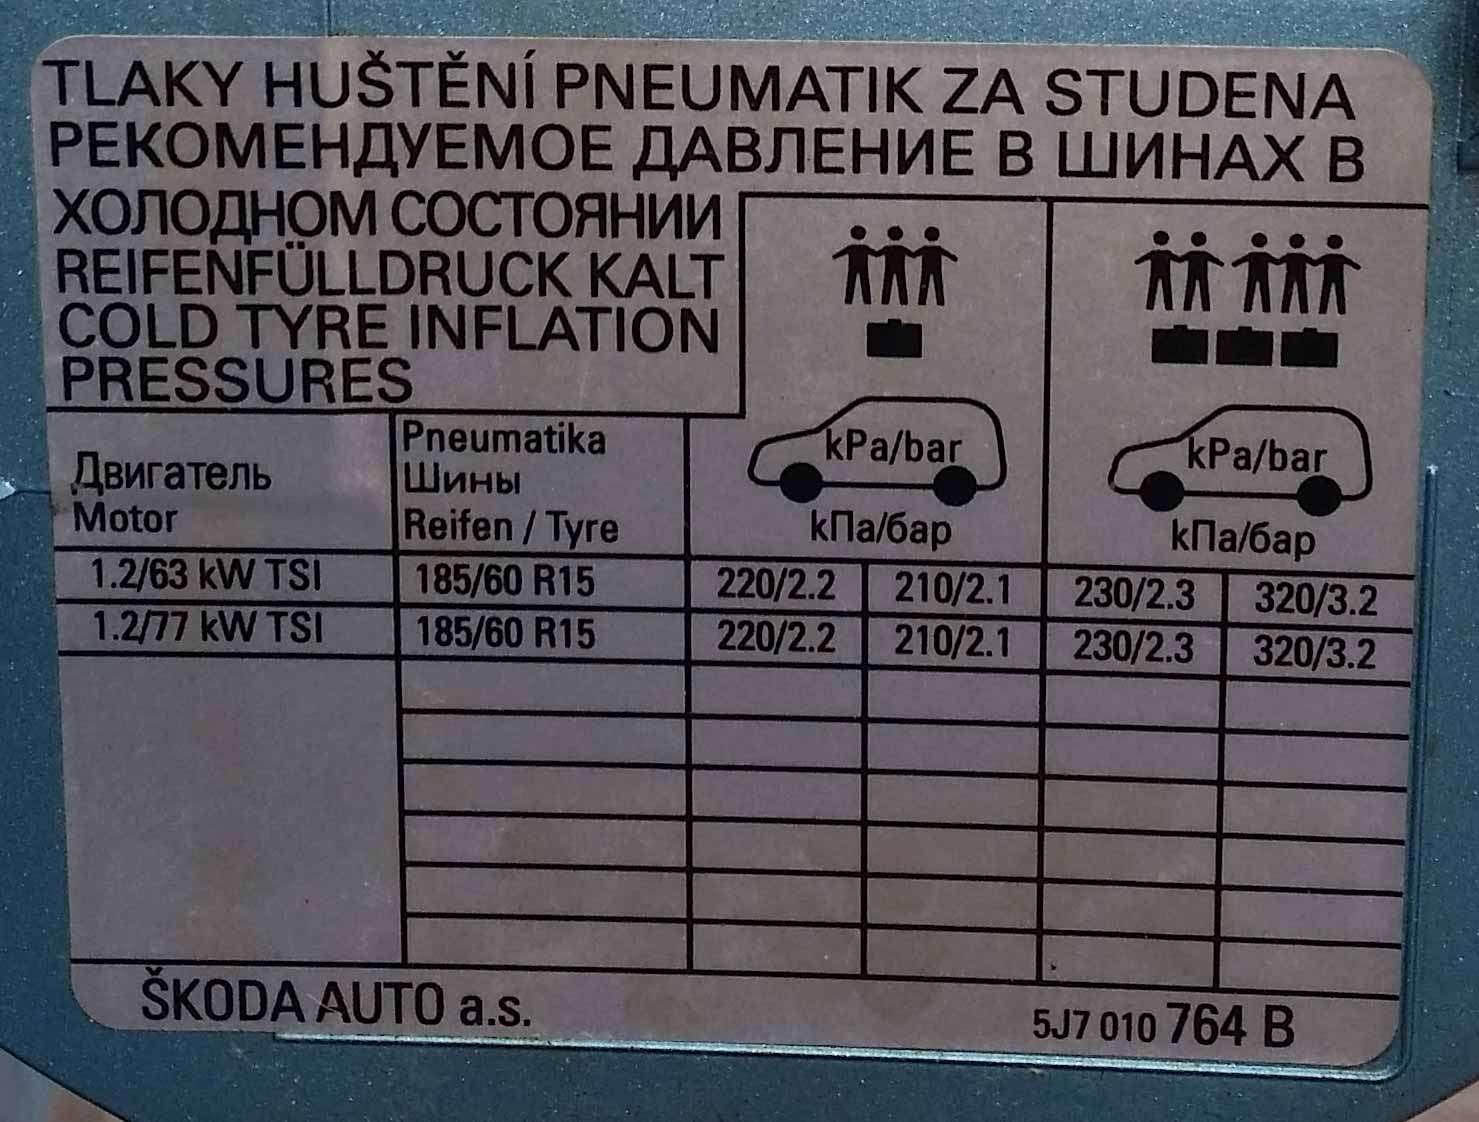 TLAKY HUŠTĚNÍ PNEUMATIK ZA STUDENA
РЕКОМЕНДУЕМОЕ ДАВЛЕНИЕ В ШИНАХ В
ХОЛОДНОМ СОСТОЯНИИ
REIFENFÜLLDRUCK KALT
COLD TYRE INFLATION
PRESSURES
Двигатель
Motor
Pneumatika
Шины
Reifen / Tyre
kPa/bar
кПа/бар
kPa/bar
кПа/бар
1.2/63 kW TSI 185/60 R15 220/2.2 210/2.1 230/2.3 320/3.2
1.2/77 kW TSI 185/60 R15 220/2.2 210/2.1 230/2.3 320/3.2
ŠKODA AUTO a.s. 5J7 010 764 B